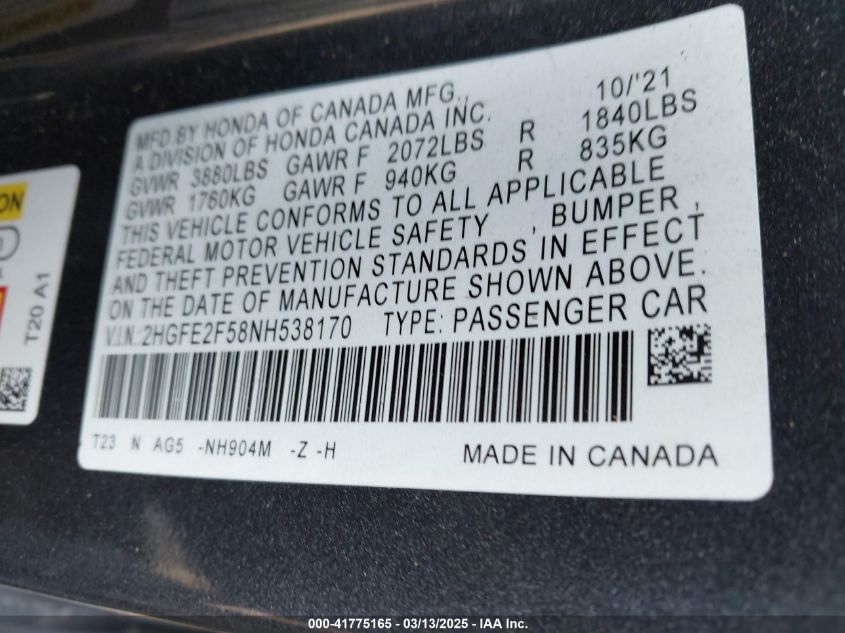 MFD.BY HONDA OF CANADA MFG., 10/'21
A DIVISION OF HONDA CANADA INC.
GVWR 3880LBS GAWR F 2072LBS R 1840LBS
GVWR 1760KG GAWR F 940KG R 835KG
THIS VEHICLE CONFORMS TO ALL APPLICABLE
FEDERAL MOTOR VEHICLE SAFETY , BUMPER ,
AND THEFT PREVENTION STANDARDS IN EFFECT
ON THE DATE OF MANUFACTURE SHOWN ABOVE.
V.I.N.:2HGFE2F58NH538170 TYPE: PASSENGER CAR
T23 N AG5 -NH904M -Z -H
MADE IN CANADA
ON
T20 A1
000-41775165 - 03/13/2025 - IAA Inc.